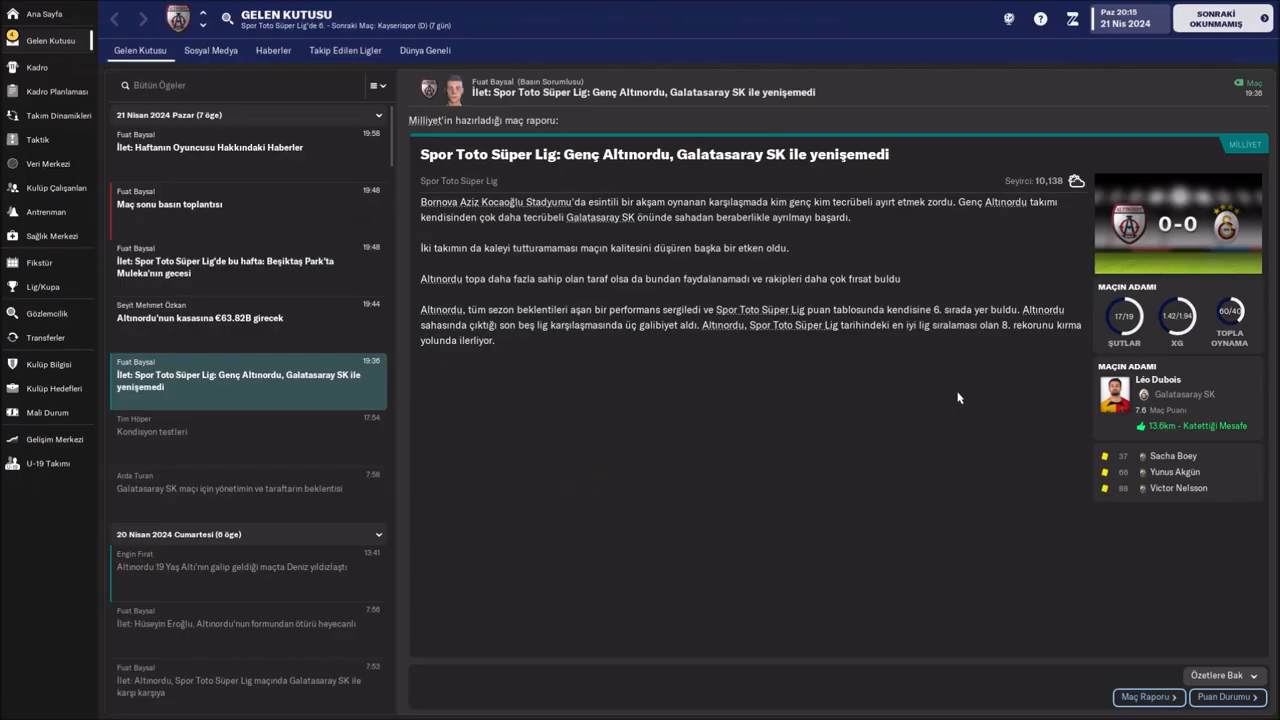 Ana Sayfa
4
Gelen Kutusu
Kadro
Kadro Planlaması
Takım Dinamikleri
Taktik
Veri Merkezi
Kulüp Çalışanları
Antrenman
Sağlık Merkezi
Fikstür
Lig/Kupa
Gözlemcilik
Transferler
Kulüp Bilgisi
Kulüp Hedefleri
Mali Durum
Gelişim Merkezi
U-19 Takımı
GELEN KUTUSU
Spor Toto Süper Lig'de 6. - Sonraki Maç: Kayserispor (D) (7 gün)
Paz 20:15
21 Nis 2024
SONRAKİ
OKUNMAMIŞ
Gelen Kutusu
Sosyal Medya
Haberler
Takip Edilen Ligler
Dünya Geneli
Bütün Ögeler
21 Nisan 2024 Pazar (7 öge)
Fuat Baysal 19:58
İlet: Haftanın Oyuncusu Hakkındaki Haberler
Fuat Baysal 19:48
Maç sonu basın toplantısı
Fuat Baysal 19:48
İlet: Spor Toto Süper Lig'de bu hafta: Beşiktaş Park'ta
Muleka'nın gecesi
Seyit Mehmet Özkan 19:44
Altınordu'nun kasasına €63.82B girecek
Fuat Baysal 19:36
İlet: Spor Toto Süper Lig: Genç Altınordu, Galatasaray SK ile
yenişemedi
Tim Höper 17:54
Kondisyon testleri
Arda Turan 7:58
Galatasaray SK maçı için yönetimin ve taraftarın beklentisi
20 Nisan 2024 Cumartesi (6 öge)
Engin Fırat 13:41
Altınordu 19 Yaş Altı'nın galip geldiği maçta Deniz yıldızlaştı
Fuat Baysal 7:56
İlet: Hüseyin Eroğlu, Altınordu'nun formundan ötürü heyecanlı
Fuat Baysal 7:53
İlet: Altınordu, Spor Toto Süper Lig maçında Galatasaray SK ile
karşı karşıya
Fuat Baysal (Basın Sorumlusu)
İlet: Spor Toto Süper Lig: Genç Altınordu, Galatasaray SK ile yenişemedi
Maç
19:36
Milliyet'in hazırladığı maç raporu:
MİLLİYET
Spor Toto Süper Lig: Genç Altınordu, Galatasaray SK ile yenişemedi
Spor Toto Süper Lig
Seyirci: 10,138
Bornova Aziz Kocaoğlu Stadyumu'da esintili bir akşam oynanan karşılaşmada kim genç kim tecrübeli ayırt etmek zordu. Genç Altınordu takımı
kendisinden çok daha tecrübeli Galatasaray SK önünde sahadan beraberlikle ayrılmayı başardı.
İki takımın da kaleyi tutturamaması maçın kalitesini düşüren başka bir etken oldu.
Altınordu topa daha fazla sahip olan taraf olsa da bundan faydalanamadı ve rakipleri daha çok fırsat buldu
Altınordu, tüm sezon beklentileri aşan bir performans sergiledi ve Spor Toto Süper Lig puan tablosunda kendisine 6. sırada yer buldu. Altınordu
sahasında çıktığı son beş lig karşılaşmasında üç galibiyet aldı. Altınordu, Spor Toto Süper Lig tarihindeki en iyi lig sıralaması olan 8. rekorunu kırma
yolunda ilerliyor.
0-0
MAÇIN ADAMI
17/19
1.42/1.94
60/40
ŞUTLAR
XG
TOPLA
OYNAMA
MAÇIN ADAMI
Léo Dubois
Galatasaray SK
7.6 Maç Puanı
13.6km - Katettiği Mesafe
37 Sacha Boey
66 Yunus Akgün
88 Victor Nelsson
Özetlere Bak
Maç Raporu
Puan Durumu